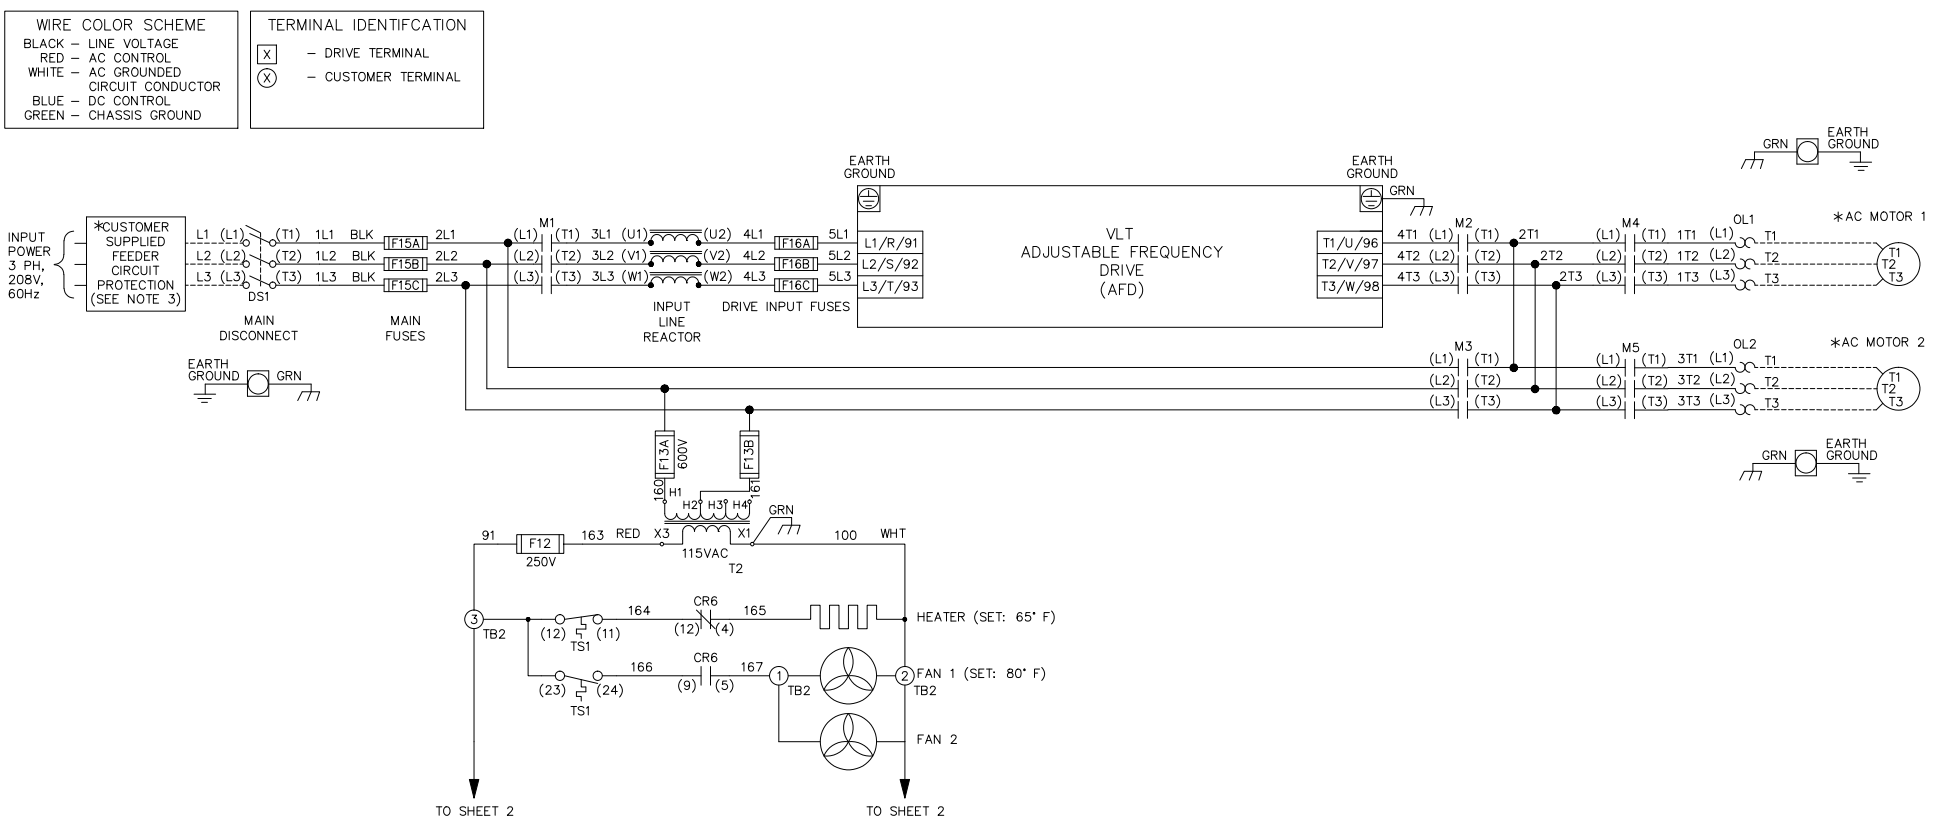 WIRE COLOR SCHEME
BLACK – LINE VOLTAGE
RED – AC CONTROL
WHITE – AC GROUNDED
CIRCUIT CONDUCTOR
BLUE – DC CONTROL
GREEN – CHASSIS GROUND
TERMINAL IDENTIFCATION
X – DRIVE TERMINAL
X – CUSTOMER TERMINAL
INPUT
POWER
3 PH,
208V,
60Hz
*CUSTOMER
SUPPLIED
FEEDER
CIRCUIT
PROTECTION
(SEE NOTE 3)
L1 (L1) (T1) 1L1 BLK F15A 2L1
L2 (L2) (T2) 1L2 BLK F15B 2L2
L3 (L3) (T3) 1L3 BLK F15C 2L3
DS1
MAIN
DISCONNECT
MAIN
FUSES
EARTH
GROUND
GRN
M1
(L1) (T1) 3L1 (U1) (U2) 4L1 F16A 5L1
(L2) (T2) 3L2 (V1) (V2) 4L2 F16B 5L2
(L3) (T3) 3L3 (W1) (W2) 4L3 F16C 5L3
INPUT
LINE
REACTOR
DRIVE INPUT FUSES
EARTH
GROUND
L1/R/91
L2/S/92
L3/T/93
VLT
ADJUSTABLE FREQUENCY
DRIVE
(AFD)
EARTH
GROUND
GRN
T1/U/96
T2/V/97
T3/W/98
M2
4T1 (L1) (T1) 2T1
4T2 (L2) (T2) 2T2
4T3 (L3) (T3) 2T3
M4
OL1
(L1) (T1) 1T1 (L1) T1
(L2) (T2) 1T2 (L2) T2
(L3) (T3) 1T3 (L3) T3
*AC MOTOR 1
T1
T2
T3
GRN
EARTH
GROUND
M3
(L1) (T1)
(L2) (T2)
(L3) (T3)
M5
OL2
(L1) (T1) 3T1 (L1) T1
(L2) (T2) 3T2 (L2) T2
(L3) (T3) 3T3 (L3) T3
*AC MOTOR 2
T1
T2
T3
GRN
EARTH
GROUND
F13A
600V
F13B
160
H1
H2 H3 H4
161
GRN
91 F12 163 RED X3 X1 100 WHT
250V
115VAC
T2
3
TB2
(12) (11)
TS1
164
CR6
(12) (4)
165
HEATER (SET: 65° F)
(23) (24)
TS1
166
CR6
(9) (5)
167
1
TB2
2
TB2
FAN 1 (SET: 80° F)
FAN 2
TO SHEET 2
TO SHEET 2